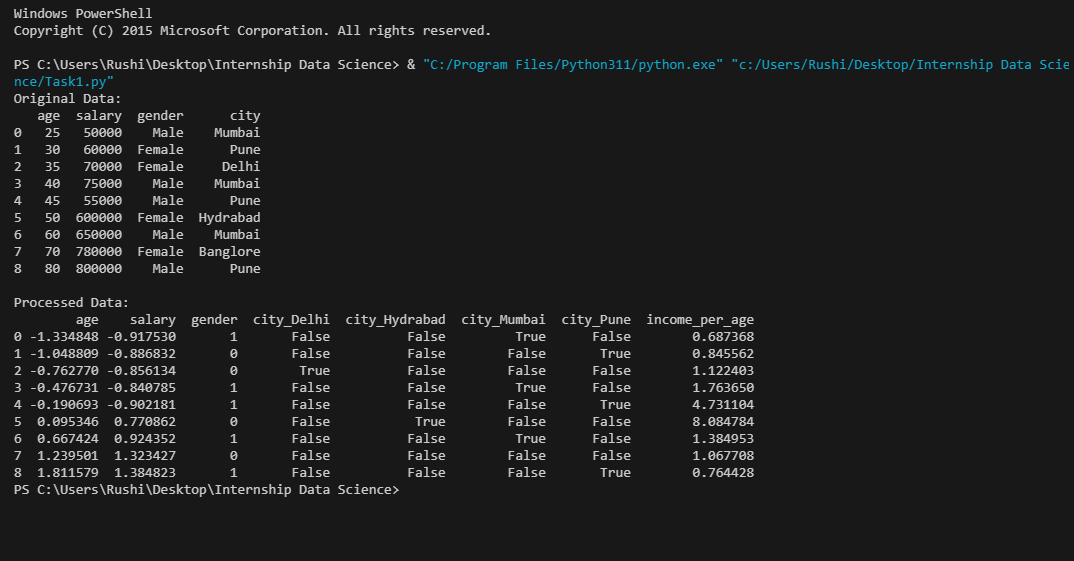 Windows PowerShell
Copyright (C) 2015 Microsoft Corporation. All rights reserved.
PS C:\Users\Rushi\Desktop\Internship Data Science> & "C:/Program Files/Python311/python.exe" "c:/Users/Rushi/Desktop/Internship Data Scie
nce/Task1.py"
Original Data:
   age  salary  gender      city
0   25   50000    Male    Mumbai
1   30   60000  Female      Pune
2   35   70000  Female     Delhi
3   40   75000    Male    Mumbai
4   45   55000    Male      Pune
5   50  600000  Female  Hydrabad
6   60  650000    Male    Mumbai
7   70  780000  Female  Banglore
8   80  800000    Male      Pune
Processed Data:
        age    salary  gender  city_Delhi  city_Hydrabad  city_Mumbai  city_Pune  income_per_age
0 -1.334848 -0.917530       1       False          False         True      False        0.687368
1 -1.048809 -0.886832       0       False          False        False       True        0.845562
2 -0.762770 -0.856134       0        True          False        False      False        1.122403
3 -0.476731 -0.840785       1       False          False         True      False        1.763650
4 -0.190693 -0.902181       1       False          False        False       True        4.731104
5  0.095346  0.770862       0       False           True        False      False        8.084784
6  0.667424  0.924352       1       False          False         True      False        1.384953
7  1.239501  1.323427       0       False          False        False      False        1.067708
8  1.811579  1.384823       1       False          False        False       True        0.764428
PS C:\Users\Rushi\Desktop\Internship Data Science>